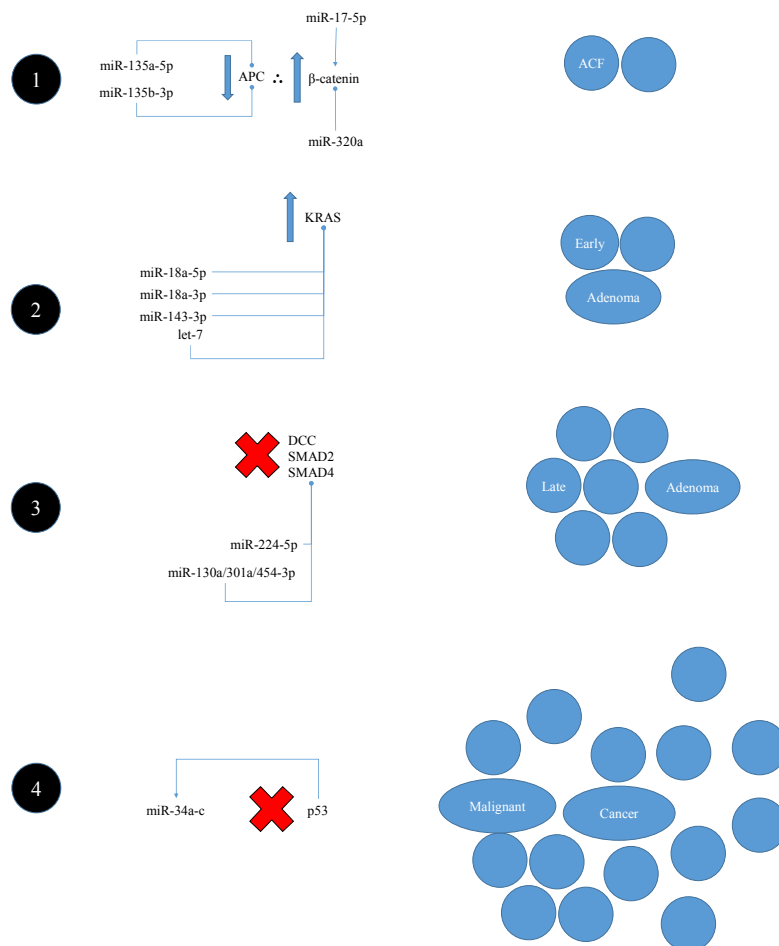 miR-17-5p
1
miR-135a-5p
miR-135b-3p
APC ∴ β-catenin
miR-320a
ACF
KRAS
2
miR-18a-5p
miR-18a-3p
miR-143-3p
let-7
Early
Adenoma
3
DCC
SMAD2
SMAD4
miR-224-5p
miR-130a/301a/454-3p
Late
Adenoma
4
miR-34a-c
p53
Malignant
Cancer